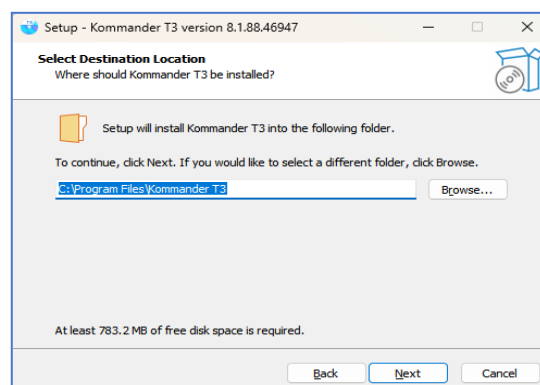 Setup - Kommander T3 version 8.1.88.46947
Select Destination Location
Where should Kommander T3 be installed?
Setup will install Kommander T3 into the following folder.
To continue, click Next. If you would like to select a different folder, click Browse.
C:\Program Files\Kommander T3
Browse...
At least 783.2 MB of free disk space is required.
Back
Next
Cancel